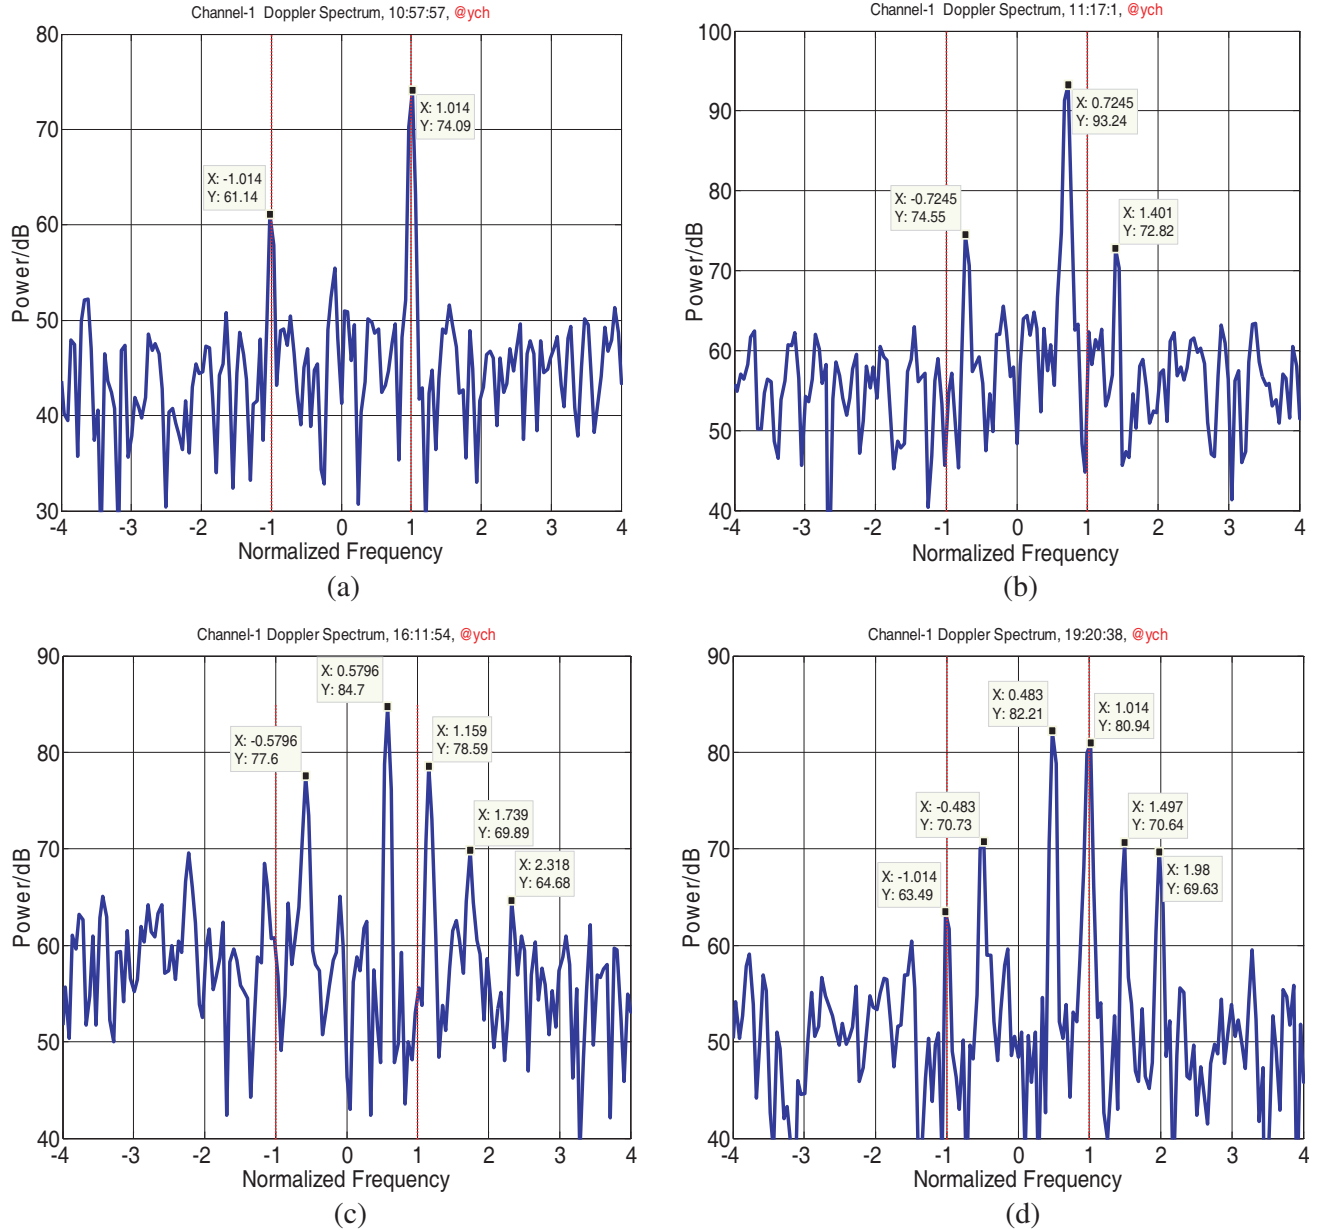 Channel-1 Doppler Spectrum, 10:57:57, @ych
80
70
60
50
40
30
Power/dB
X: 1.014
Y: 74.09
X: -1.014
Y: 61.14
-4 -3 -2 -1 0 1 2 3 4
Normalized Frequency
(a)
Channel-1 Doppler Spectrum, 11:17:1, @ych
100
90
80
70
60
50
40
Power/dB
X: 0.7245
Y: 93.24
X: -0.7245
Y: 74.55
X: 1.401
Y: 72.82
-4 -3 -2 -1 0 1 2 3 4
Normalized Frequency
(b)
Channel-1 Doppler Spectrum, 16:11:54, @ych
90
80
70
60
50
40
Power/dB
X: 0.5796
Y: 84.7
X: -0.5796
Y: 77.6
X: 1.159
Y: 78.59
X: 1.739
Y: 69.89
X: 2.318
Y: 64.68
-4 -3 -2 -1 0 1 2 3 4
Normalized Frequency
(c)
Channel-1 Doppler Spectrum, 19:20:38, @ych
90
80
70
60
50
40
Power/dB
X: 0.483
Y: 82.21
X: 1.014
Y: 80.94
X: -0.483
Y: 70.73
X: 1.497
Y: 70.64
X: -1.014
Y: 63.49
X: 1.98
Y: 69.63
-4 -3 -2 -1 0 1 2 3 4
Normalized Frequency
(d)